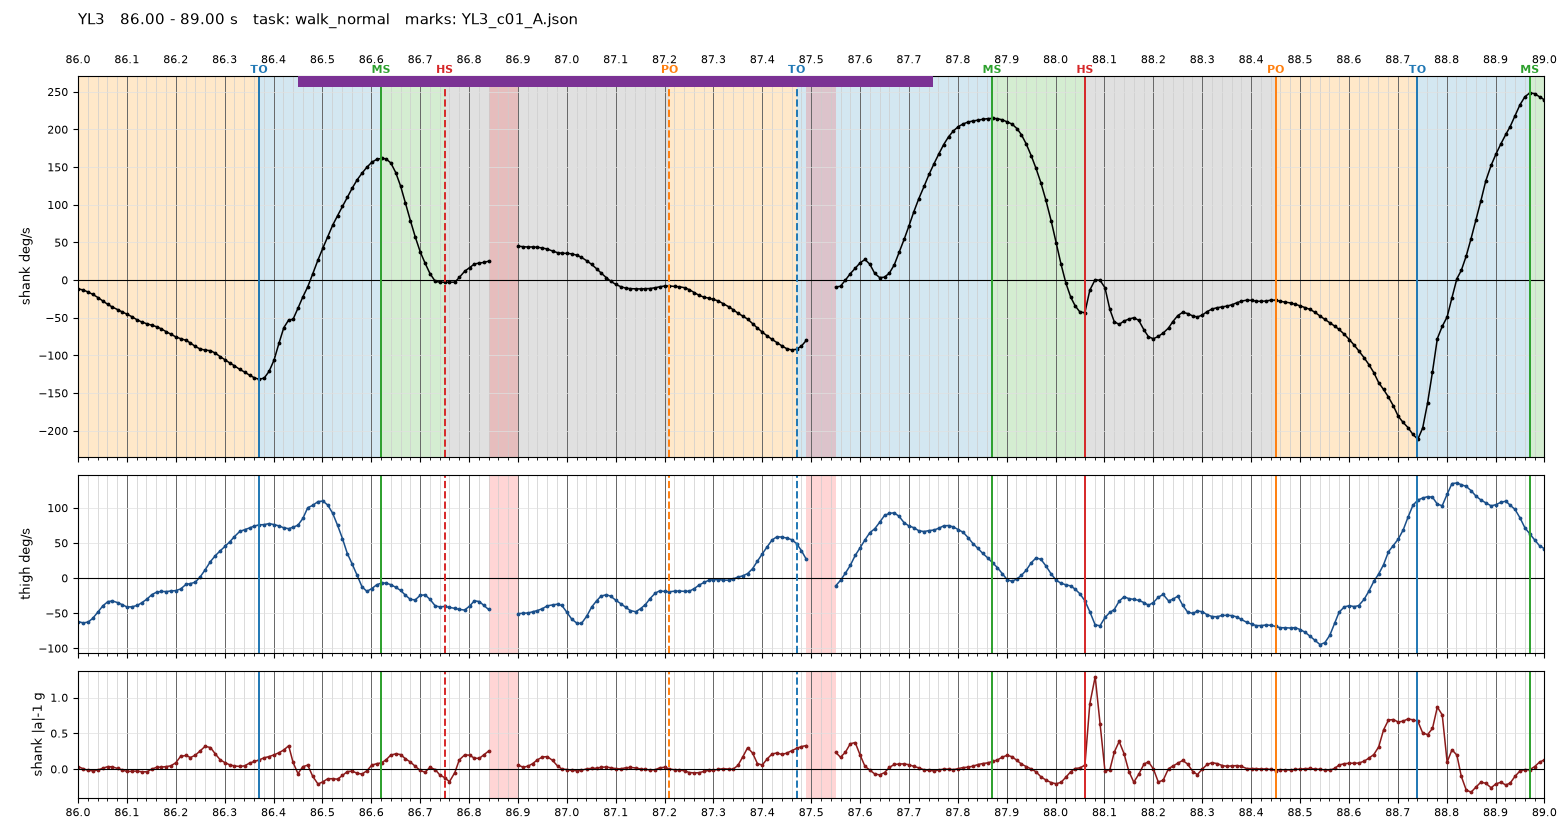 YL3 86.00 - 89.00 s task: walk_normal marks: YL3_c01_A.json
86.0 86.1 86.2 86.3 86.4 86.5 86.6 86.7 86.8 86.9 87.0 87.1 87.2 87.3 87.4 87.5 87.6 87.7 87.8 87.9 88.0 88.1 88.2 88.3 88.4 88.5 88.6 88.7 88.8 88.9 89.0
TO MS HS PO TO MS HS PO TO MS
250
200
150
100
50
0
−50
−100
−150
−200
shank deg/s
100
50
0
−50
−100
thigh deg/s
1.0
0.5
0.0
shank |a|-1 g
86.0 86.1 86.2 86.3 86.4 86.5 86.6 86.7 86.8 86.9 87.0 87.1 87.2 87.3 87.4 87.5 87.6 87.7 87.8 87.9 88.0 88.1 88.2 88.3 88.4 88.5 88.6 88.7 88.8 88.9 89.0